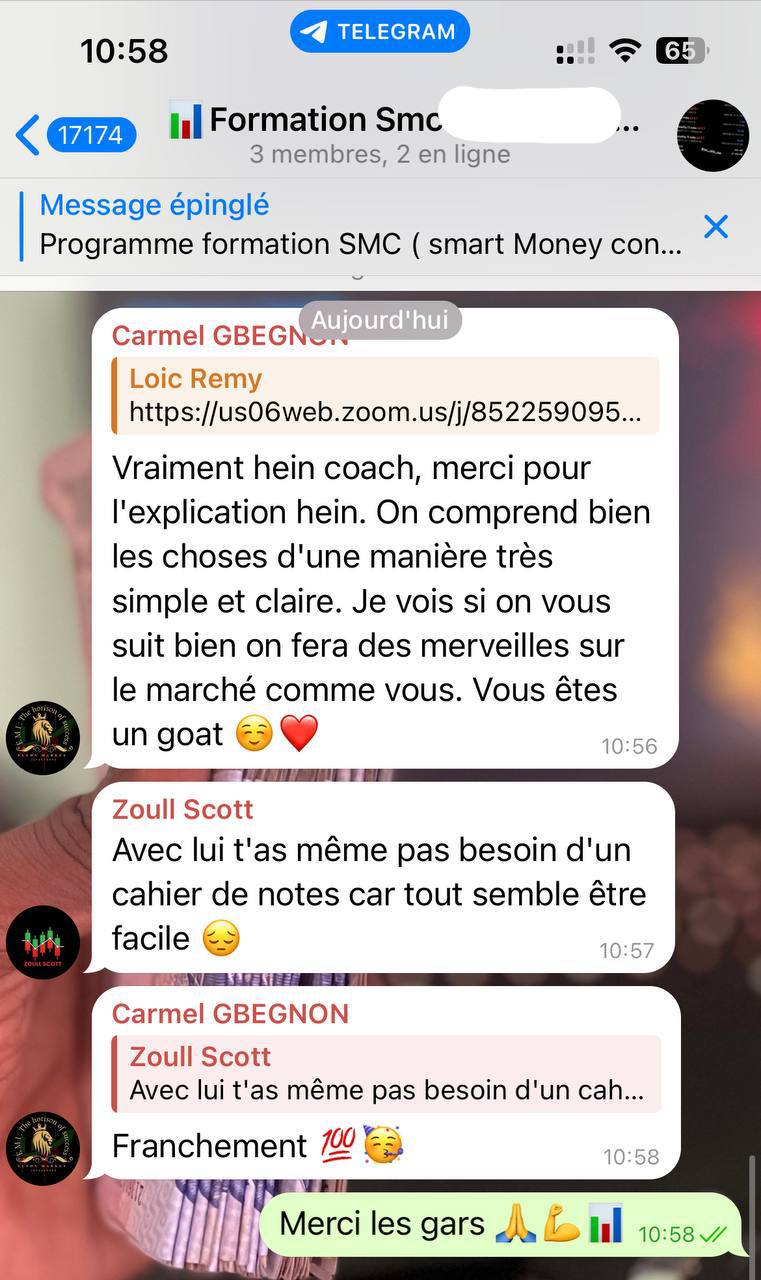 10:58
TELEGRAM
65
17174
📊 Formation Smc ...
3 membres, 2 en ligne
Message épinglé
Programme formation SMC ( smart Money con...
Aujourd'hui
Carmel GBEGNON
Loic Remy
https://us06web.zoom.us/j/852259095...
Vraiment hein coach, merci pour
l'explication hein. On comprend bien
les choses d'une manière très
simple et claire. Je vois si on vous
suit bien on fera des merveilles sur
le marché comme vous. Vous êtes
un goat ☺️❤️
10:56
Zoull Scott
Avec lui t'as même pas besoin d'un
cahier de notes car tout semble être
facile 😔
10:57
ZOULL SCOTT
Carmel GBEGNON
Zoull Scott
Avec lui t'as même pas besoin d'un cah...
Franchement 💯🥳
10:58
Merci les gars 🙏💪📊
10:58